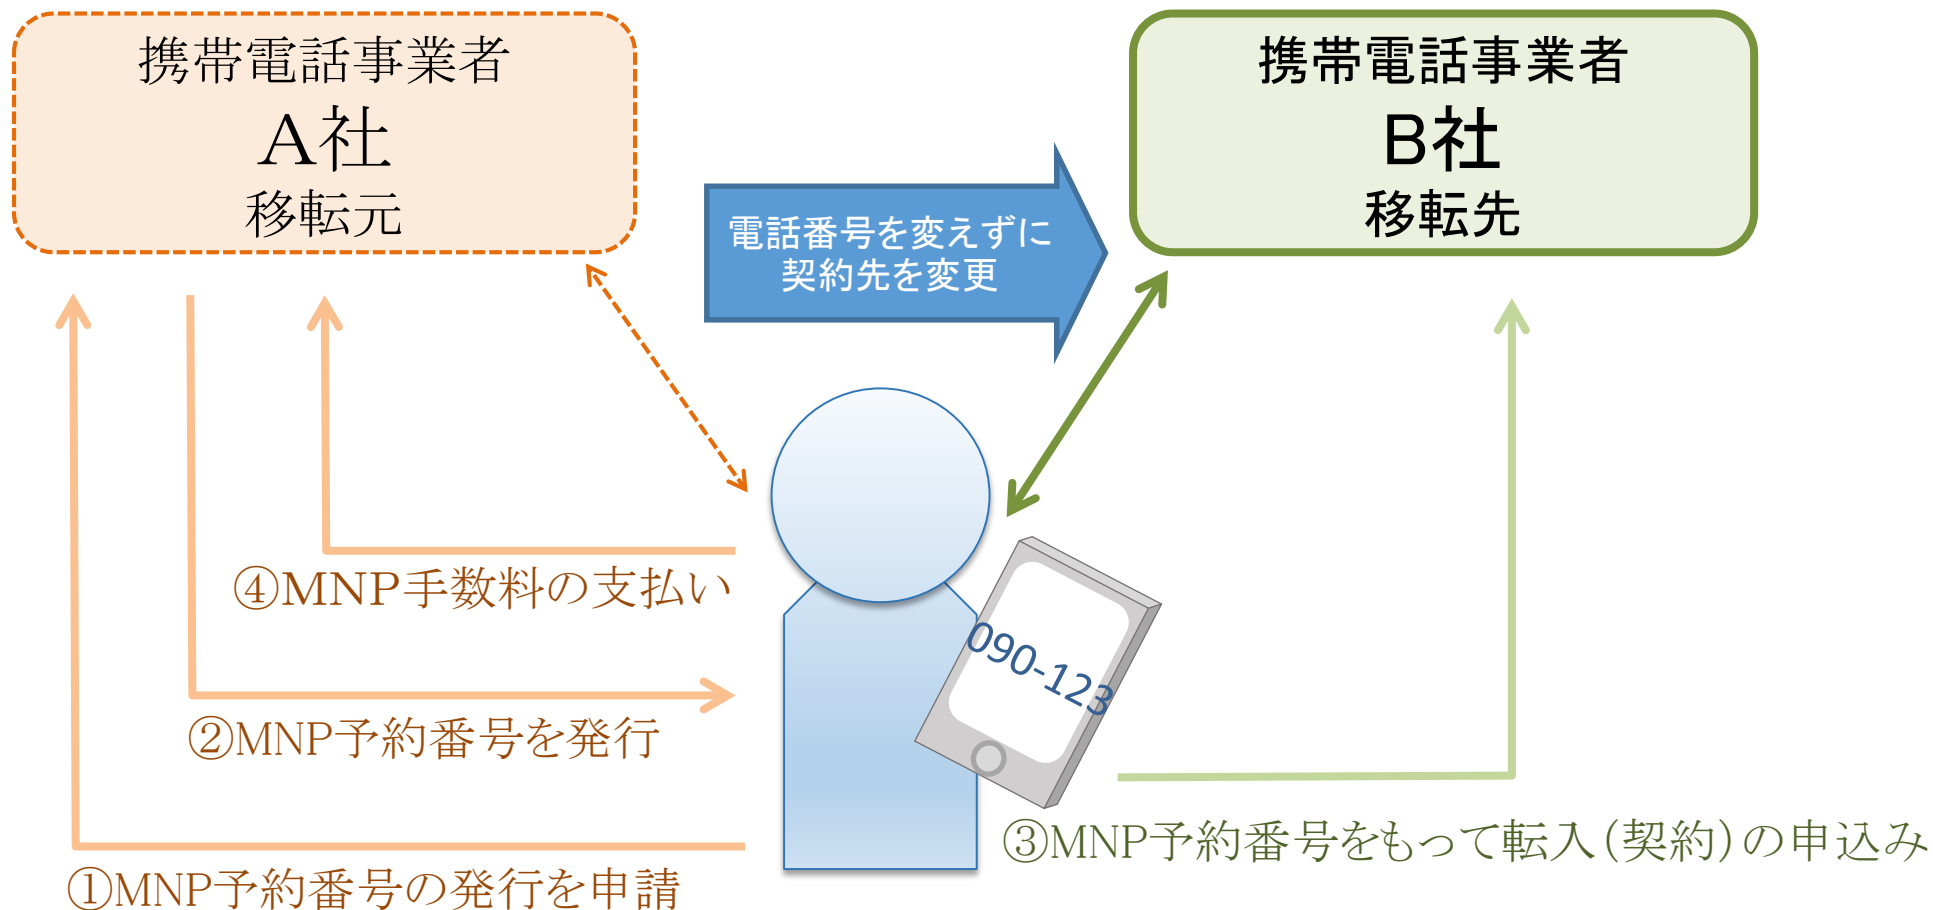 携帯電話事業者
A社
移転元
携帯電話事業者
B社
移転先
電話番号を変えずに
契約先を変更
④MNP手数料の支払い
090-123
②MNP予約番号を発行
③MNP予約番号をもって転入(契約)の申込み
①MNP予約番号の発行を申請